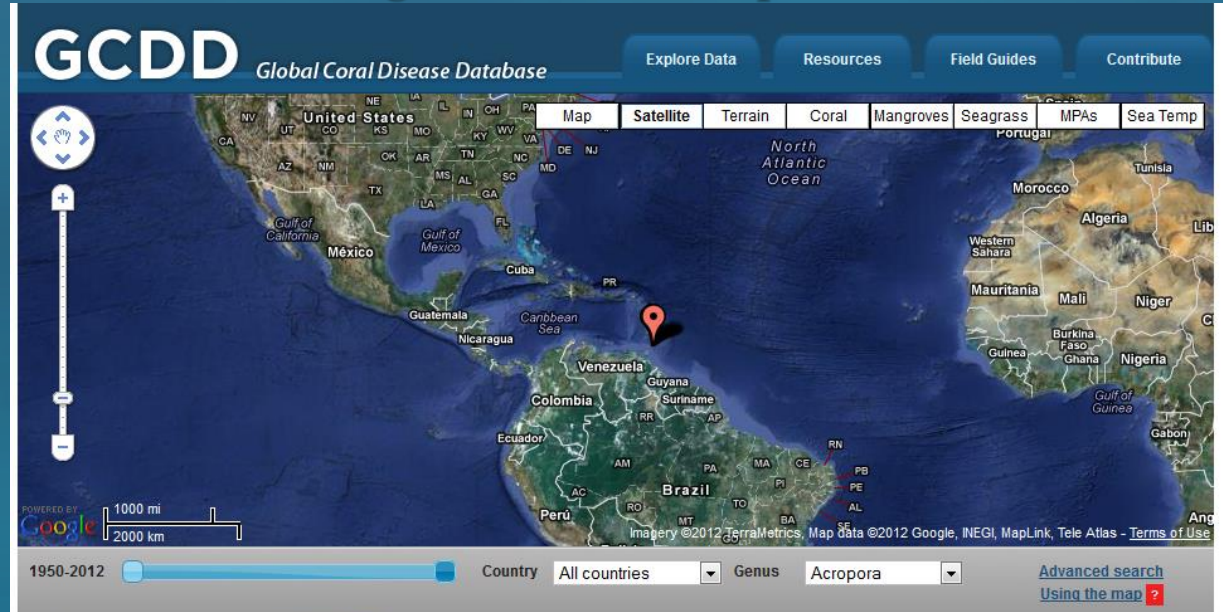 GCDD Global Coral Disease Database
Explore Data Resources Field Guides Contribute
Map Satellite Terrain Coral Mangroves Seagrass MPAs Sea Temp
NE IA IL IN OH PA
NV United States
UT CO KS MO KY WV VA DE NJ
CA
MD
AZ NM OK AR TN NC
MS AL SC
TX LA GA
FL
North
Atlantic
Ocean
Portugal
Tunisia
Morocco
Algeria
Lib
Gulf of
California
México
Gulf of
Mexico
Western
Sahara
Cuba
PR
Mauritania Mali Niger
Guatemala
Caribbean
Sea
Nicaragua
Burkina
Faso
Guinea Ghana Nigeria
Venezuela
Guyana
Colombia Suriname
RR AP
Gulf of
Guinea
Gabon
Ecuador
RN
AM PA MA CE PB
PI PE
AC Brazil
RO TO AL
Perú MT BA SE
GO
Ang
POWERED BY
Google
1000 mi
2000 km
Imagery ©2012 TerraMetrics, Map data ©2012 Google, INEGI, MapLink, Tele Atlas - Terms of Use
1950-2012 Country All countries Genus Acropora Advanced search
Using the map ?